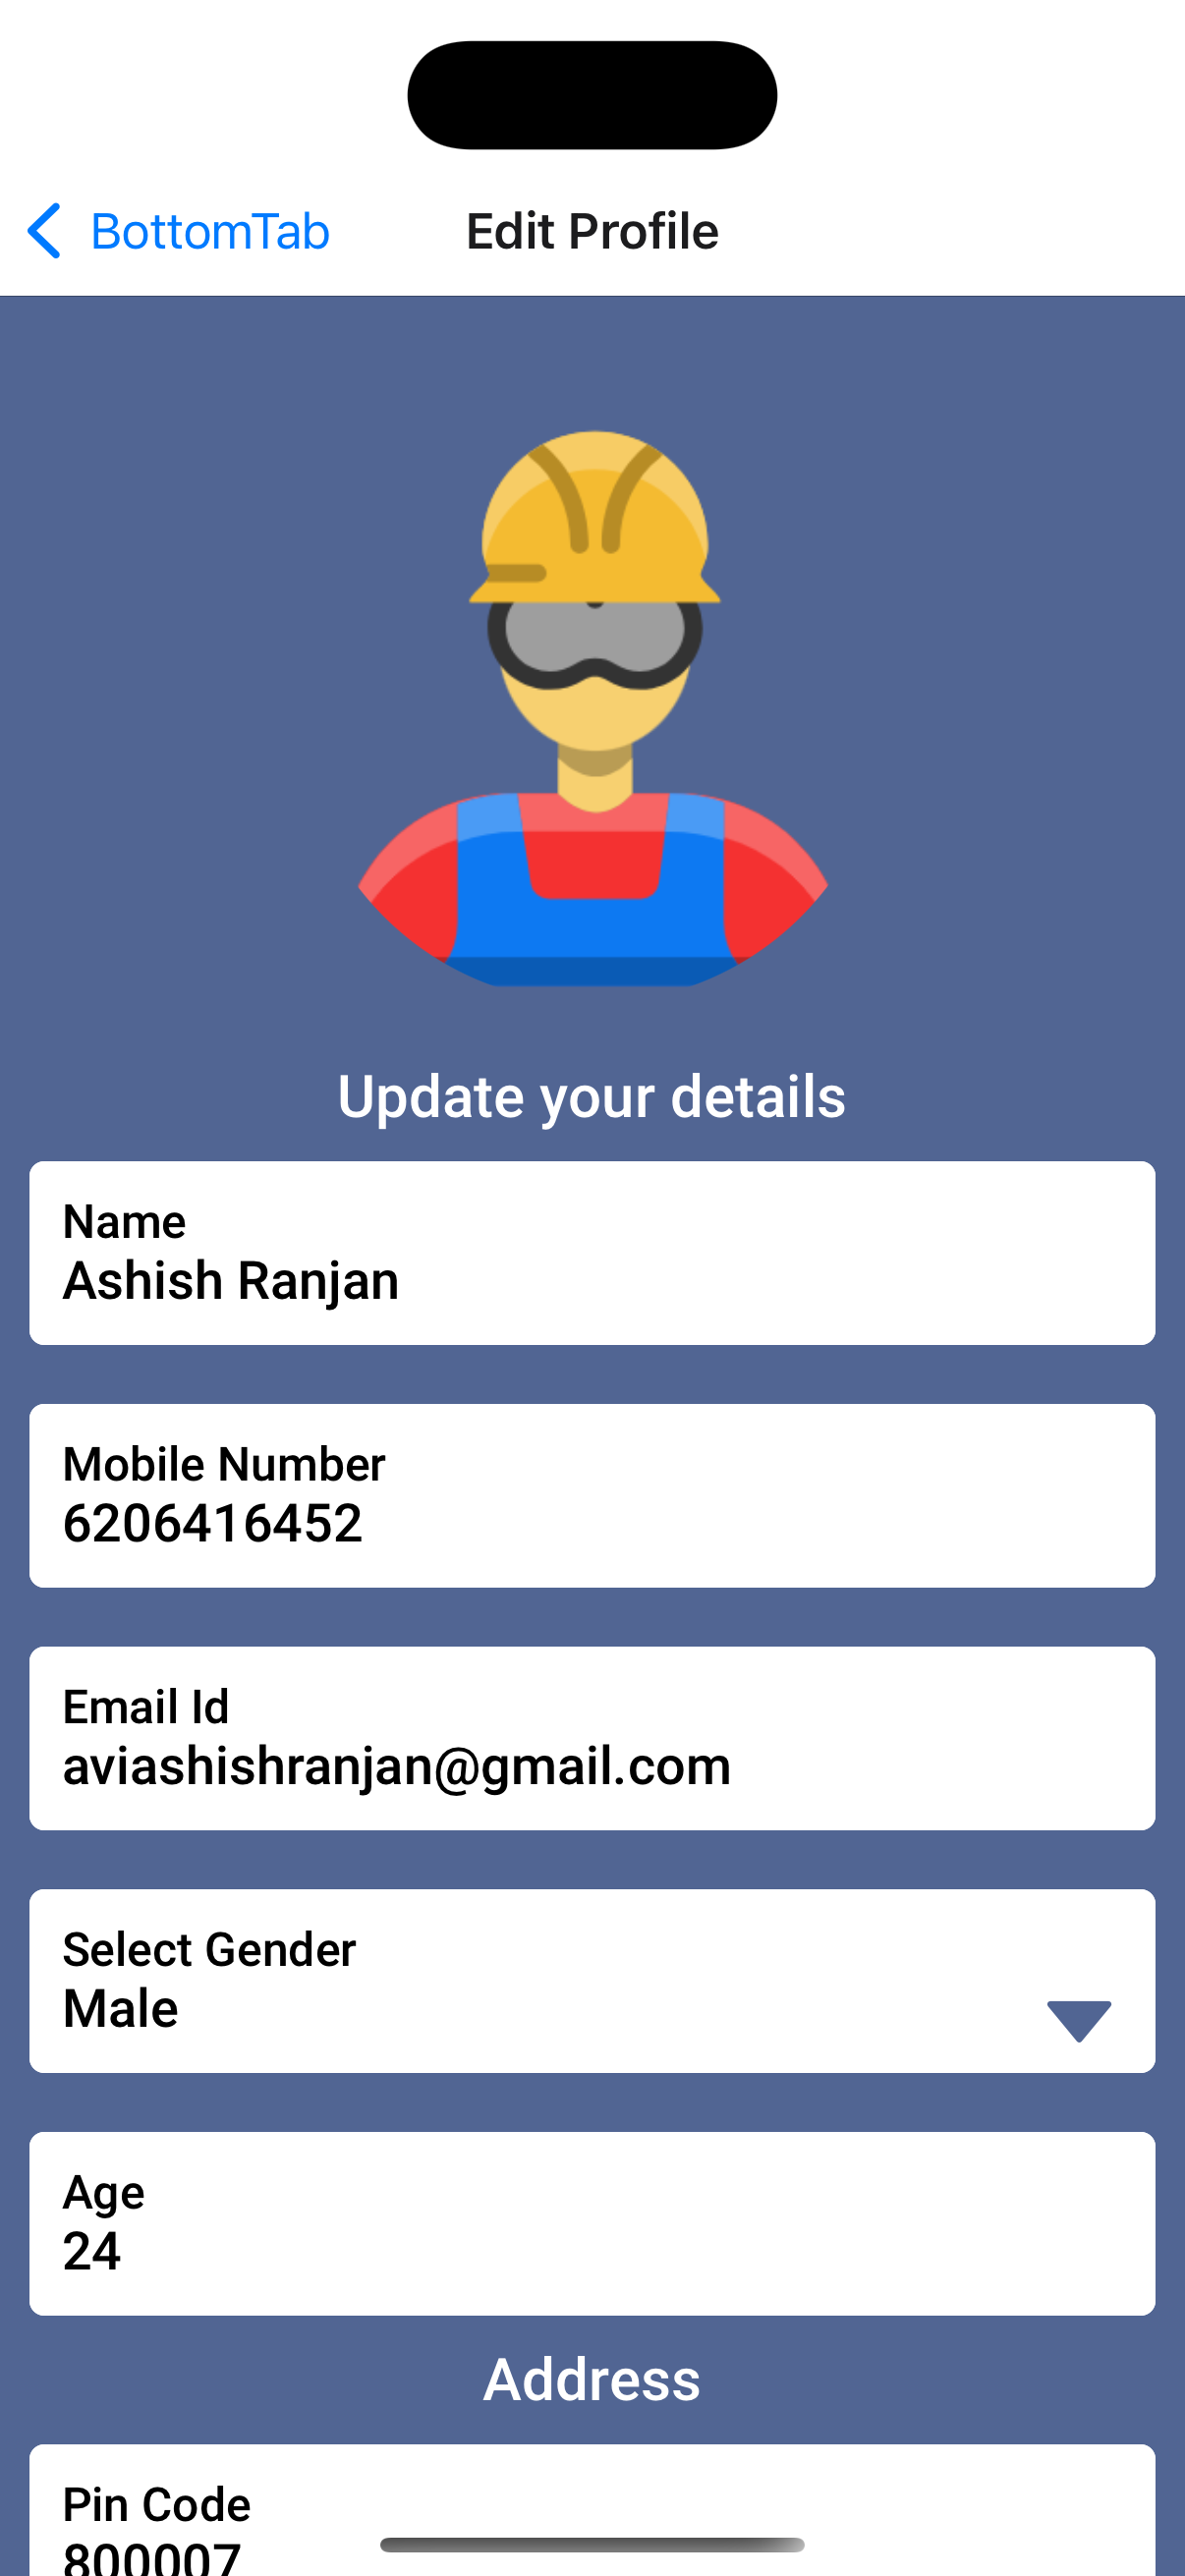 BottomTab
Edit Profile
Update your details
Name
Ashish Ranjan
Mobile Number
6206416452
Email Id
aviashishranjan@gmail.com
Select Gender
Male
Age
24
Address
Pin Code
800007